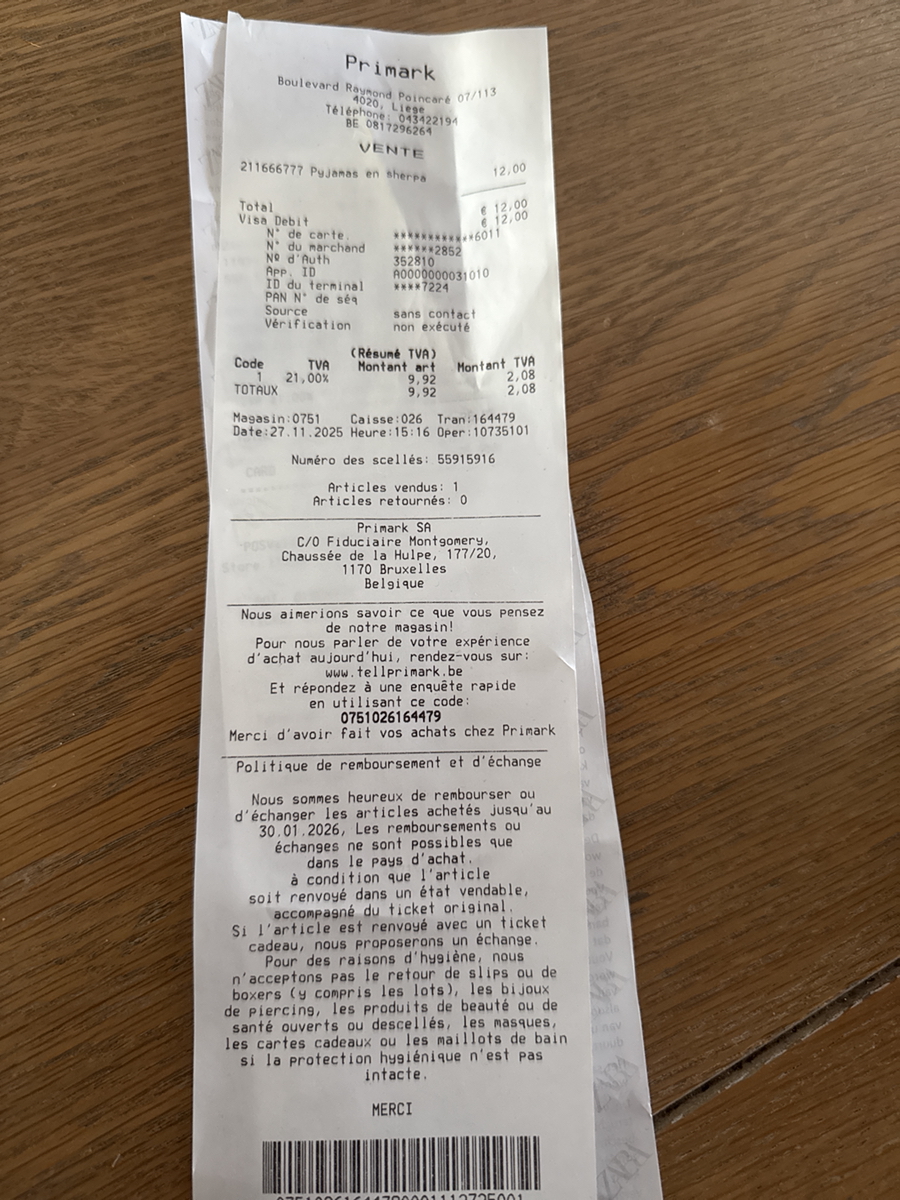 Primark
Boulevard Raymond Poincaré 07/113
4020, Liege
Téléphone: 043422194
BE 0817296264
VENTE
211666777 Pyjamas en sherpa 12,00
Total € 12,00
Visa Debit € 12,00
N° de carte. ************6011
N° du marchand ******2852
Nº d'Auth 352810
App. ID A0000000031010
ID du terminal ****7224
PAN N° de séq
Source sans contact
Vérification non exécuté
(Résumé TVA)
Code TVA Montant art Montant TVA
1 21,00% 9,92 2,08
TOTAUX 9,92 2,08
Magasin:0751 Caisse:026 Tran:164479
Date:27.11.2025 Heure:15:16 Oper:10735101
Numéro des scellés: 55915916
Articles vendus: 1
Articles retournés: 0
Primark SA
C/O Fiduciaire Montgomery,
Chaussée de la Hulpe, 177/20,
1170 Bruxelles
Belgique
Nous aimerions savoir ce que vous pensez
de notre magasin!
Pour nous parler de votre expérience
d'achat aujourd'hui, rendez-vous sur:
www.tellprimark.be
Et répondez à une enquête rapide
en utilisant ce code:
0751026164479
Merci d'avoir fait vos achats chez Primark
Politique de remboursement et d'échange
Nous sommes heureux de rembourser ou
d'échanger les articles achetés jusqu'au
30.01.2026, Les remboursements ou
échanges ne sont possibles que
dans le pays d'achat.
à condition que l'article
soit renvoyé dans un état vendable,
accompagné du ticket original.
Si l'article est renvoyé avec un ticket
cadeau, nous proposerons un échange.
Pour des raisons d'hygiène, nous
n'acceptons pas le retour de slips ou de
boxers (y compris les lots), les bijoux
de piercing, les produits de beauté ou de
santé ouverts ou descellés, les masques,
les cartes cadeaux ou les maillots de bain
si la protection hygiénique n'est pas
intacte.
MERCI